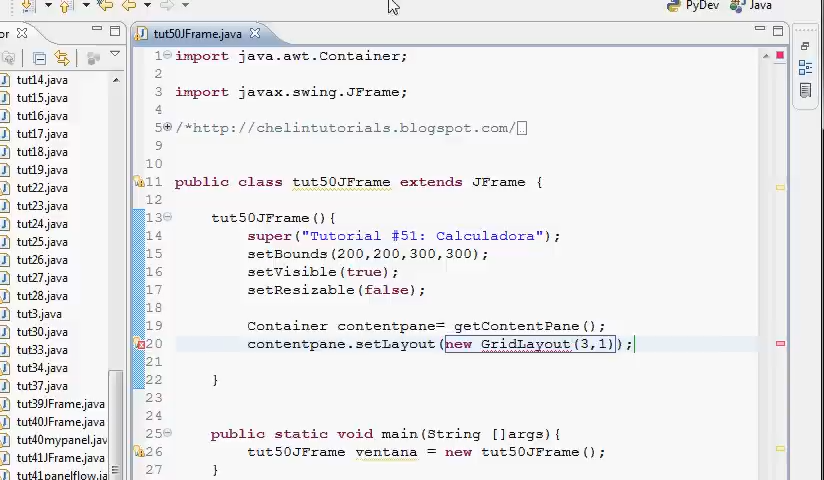 PyDev Java
or
tut50JFrame.java
tut14.java
tut15.java
tut16.java
tut17.java
tut18.java
tut19.java
tut22.java
tut23.java
tut24.java
tut25.java
tut26.java
tut27.java
tut28.java
tut3.java
tut30.java
tut33.java
tut34.java
tut37.java
tut39JFrame.java
tut40JFrame.java
tut40mypanel.jav
tut41JFrame.java
tut41panelflow.ja
1 import java.awt.Container;
2
3 import javax.swing.JFrame;
4
5 /*http://chelintutorials.blogspot.com/
9
10
11 public class tut50JFrame extends JFrame {
12
13 tut50JFrame(){
14 super("Tutorial #51: Calculadora");
15 setBounds(200,200,300,300);
16 setVisible(true);
17 setResizable(false);
18
19 Container contentpane= getContentPane();
20 contentpane.setLayout(new GridLayout(3,1));
21
22 }
23
24
25 public static void main(String []args){
26 tut50JFrame ventana = new tut50JFrame();
27 }